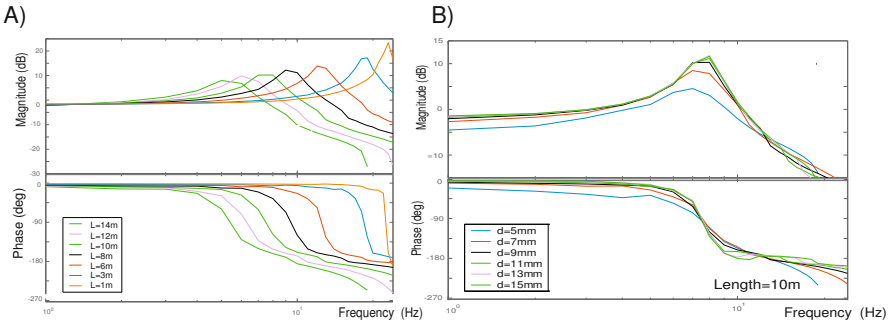 A)
Magnitude (dB)
20
10
0
-10
-20
-30
Phase (deg)
0
-90
-180
-270
L=14m
L=12m
L=10m
L=8m
L=6m
L=3m
L=1m
10⁰
10¹
Frequency (Hz)
B)
Magnitude (dB)
15
10
0
−10
Phase (deg)
0
-90
-180
-270
d=5mm
d=7mm
d=9mm
d=11mm
d=13mm
d=15mm
Length=10m
10⁰
10¹
Frequency (Hz)